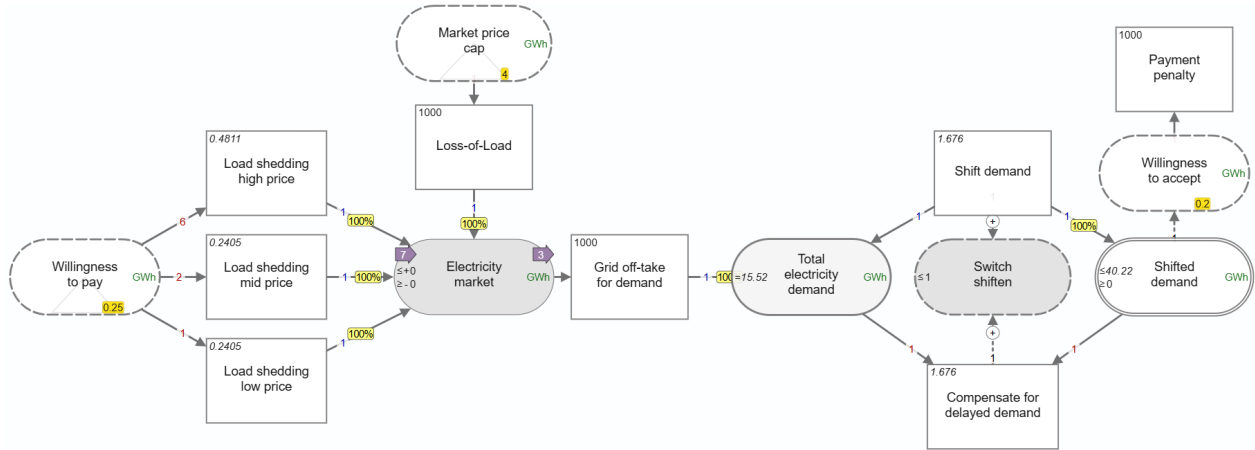 Market price
cap
GWh
4
1000
Loss-of-Load
1
100%
0.4811
Load shedding
high price
6
1
100%
Willingness
to pay
GWh
0.25
2
0.2405
Load shedding
mid price
1
100%
1
0.2405
Load shedding
low price
1
100%
7
3
≤+0
≥-0
Electricity
market
GWh
1000
Grid off-take
for demand
1
100
=15.52
Total
electricity
demand
GWh
1.676
Shift demand
1
+
1
100%
≤ 1
Switch
shiften
+
1
1.676
Compensate for
delayed demand
1
1
≤40.22
≥0
Shifted
demand
GWh
1
Willingness
to accept
GWh
0.2
1000
Payment
penalty